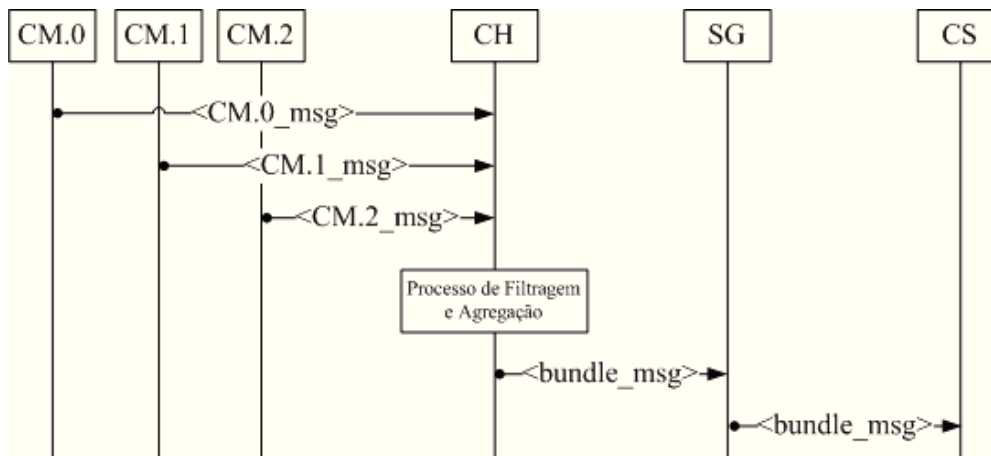 CM.0 CM.1 CM.2 CH SG CS
<CM.0_msg>
<CM.1_msg>
<CM.2_msg>
Processo de Filtragem
e Agregação
<bundle_msg>
<bundle_msg>